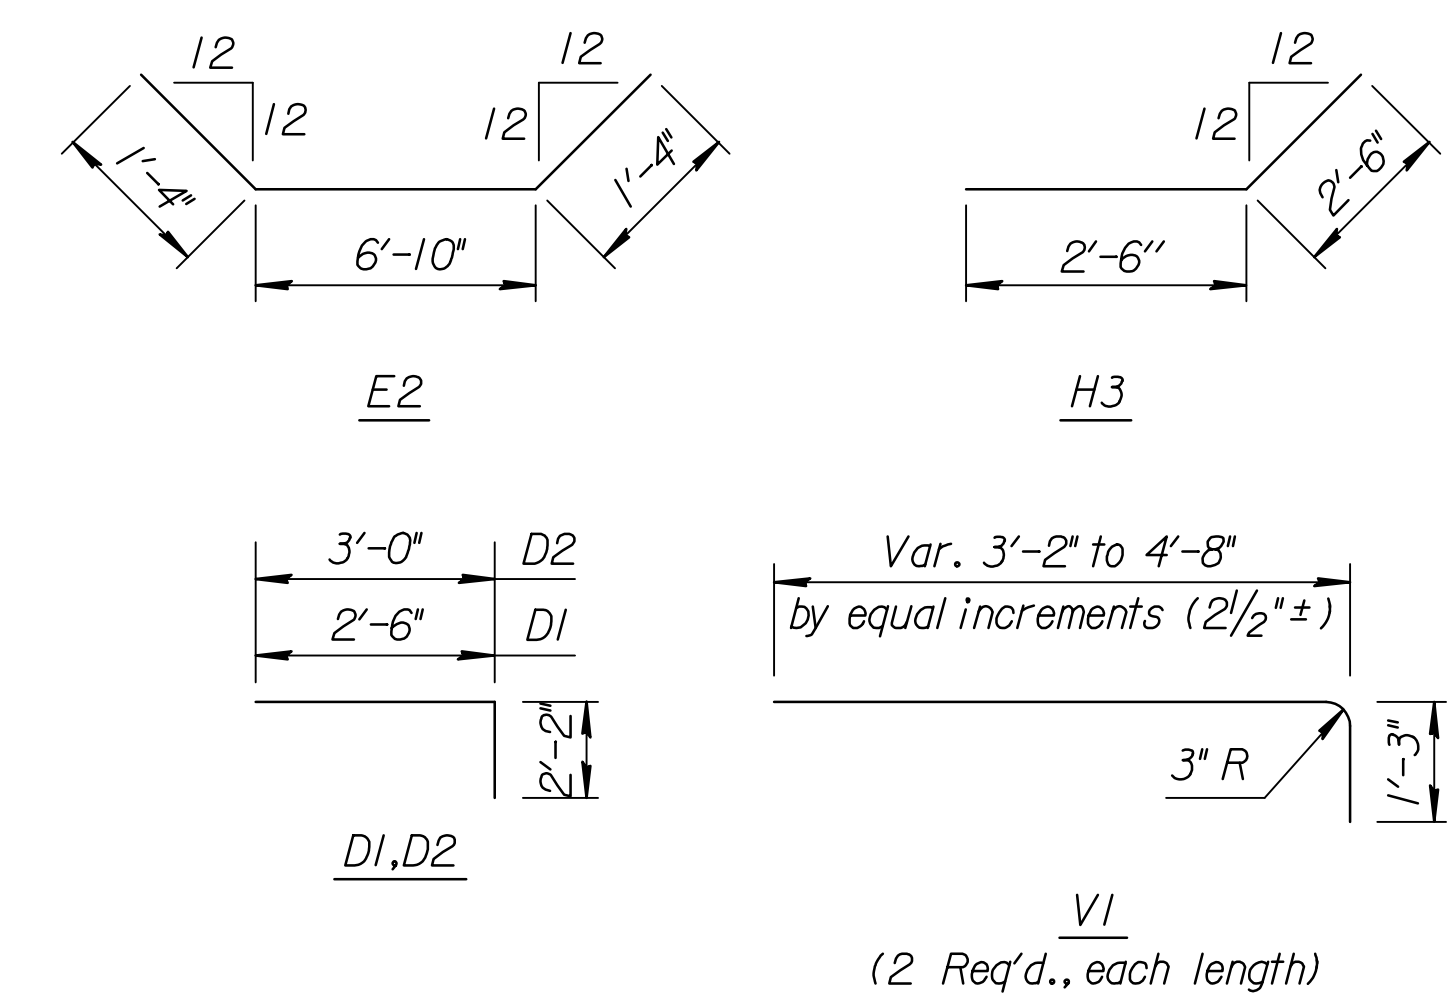 12
12
1'-4"
6'-10"
12
12
1'-4"
E2
12
12
2'-6"
2'-6''
H3
3'-0" D2
2'-6" D1
2'-2"
D1,D2
Var. 3'-2" to 4'-8"
by equal increments (2 1/2"±)
3" R
1'-3"
V1
(2 Req'd., each length)